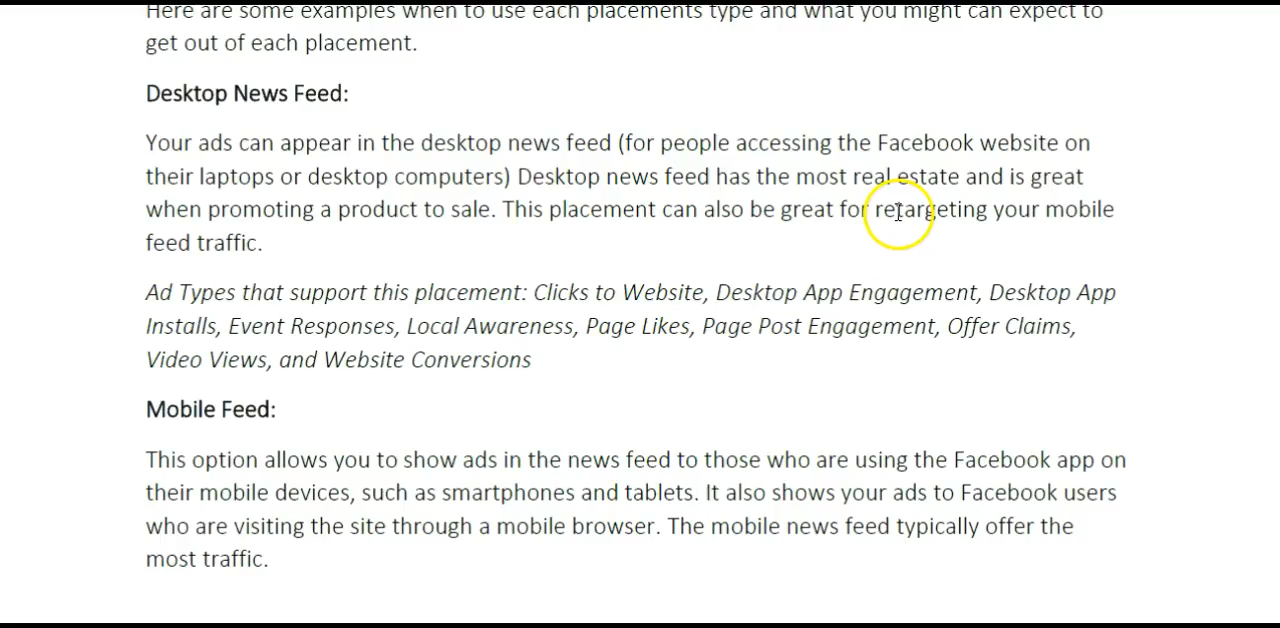 Here are some examples when to use each placements type and what you might can expect to
get out of each placement.
Desktop News Feed:
Your ads can appear in the desktop news feed (for people accessing the Facebook website on
their laptops or desktop computers) Desktop news feed has the most real estate and is great
when promoting a product to sale. This placement can also be great for retargeting your mobile
feed traffic.
Ad Types that support this placement: Clicks to Website, Desktop App Engagement, Desktop App
Installs, Event Responses, Local Awareness, Page Likes, Page Post Engagement, Offer Claims,
Video Views, and Website Conversions
Mobile Feed:
This option allows you to show ads in the news feed to those who are using the Facebook app on
their mobile devices, such as smartphones and tablets. It also shows your ads to Facebook users
who are visiting the site through a mobile browser. The mobile news feed typically offer the
most traffic.